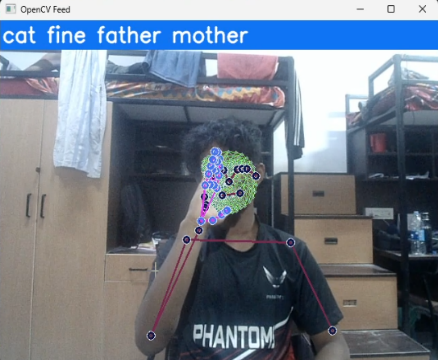 OpenCV Feed
cat fine father mother
PHANTOM